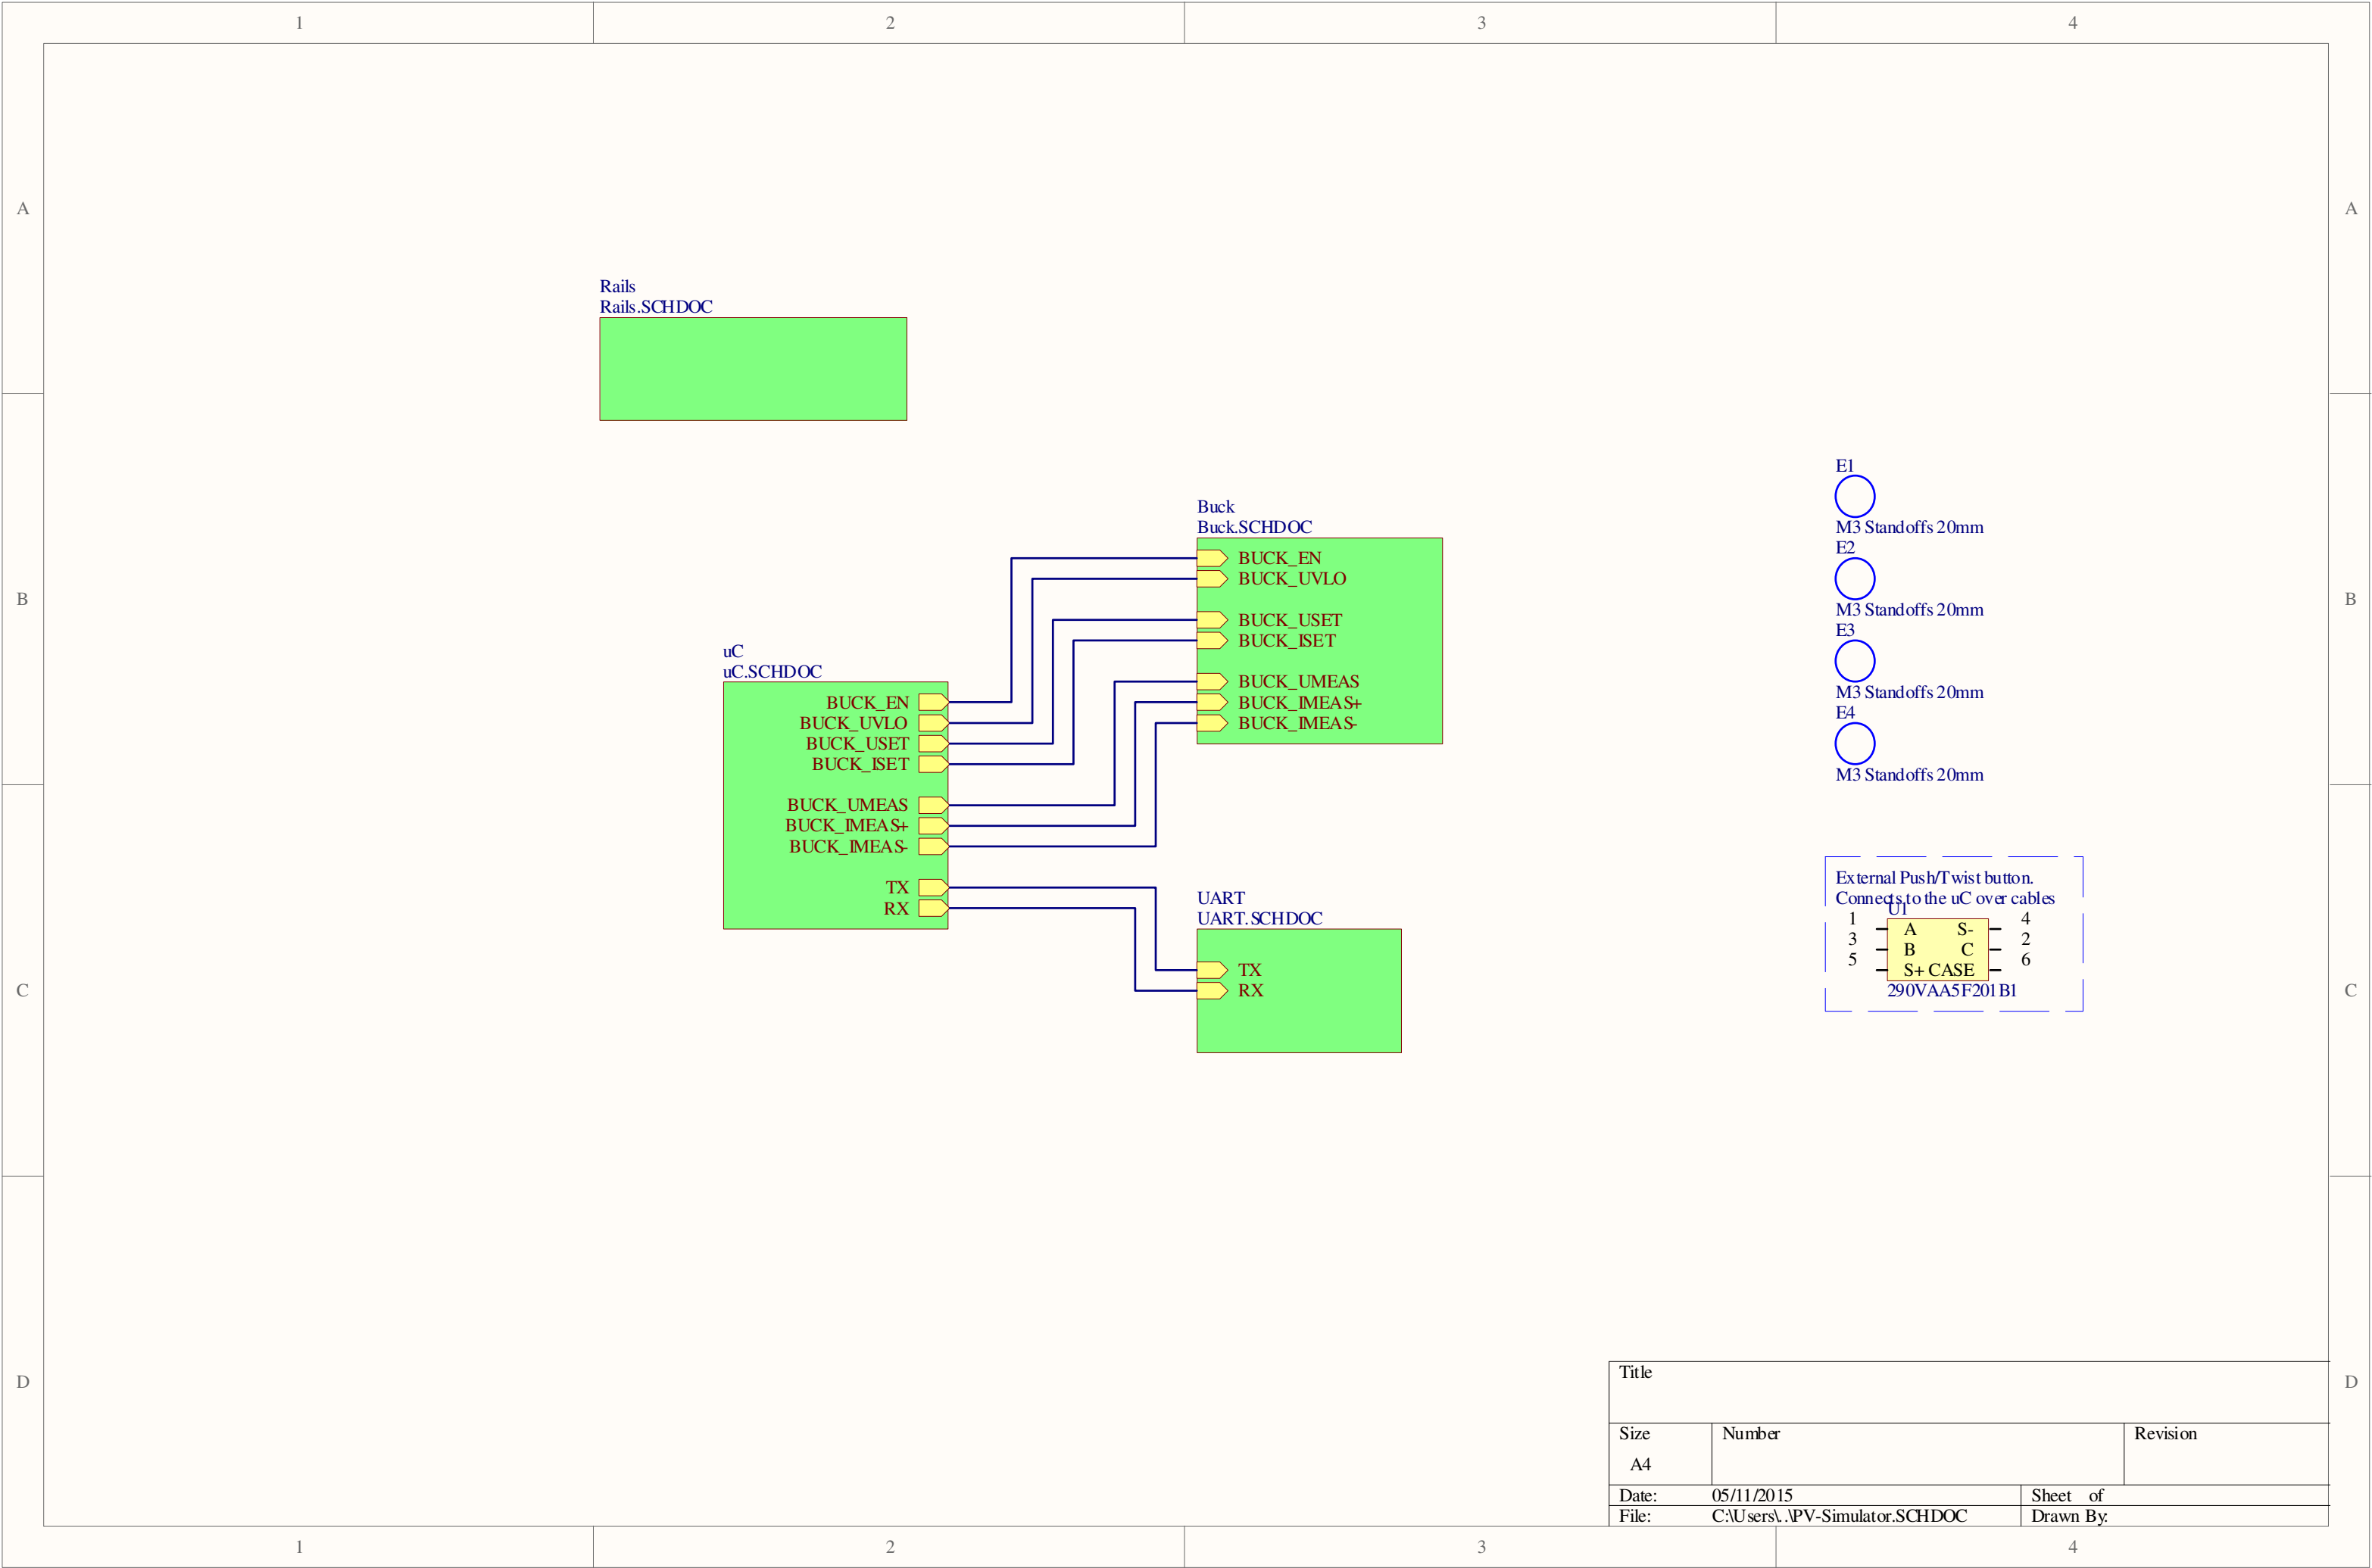 1 2 3 4
A A
Rails
Rails.SCHDOC
B B
E1
M3 Standoffs 20mm
E2
M3 Standoffs 20mm
E3
M3 Standoffs 20mm
E4
M3 Standoffs 20mm
Buck
Buck.SCHDOC
BUCK_EN
BUCK_UVLO
BUCK_USET
BUCK_ISET
BUCK_UMEAS
BUCK_IMEAS+
BUCK_IMEAS-
uC
uC.SCHDOC
BUCK_EN
BUCK_UVLO
BUCK_USET
BUCK_ISET
BUCK_UMEAS
BUCK_IMEAS+
BUCK_IMEAS-
TX
RX
UART
UART.SCHDOC
TX
RX
External Push/Twist button.
Connects to the uC over cables
U1
1 A S- 4
3 B C 2
5 S+ CASE 6
290VAA5F201B1
C C
D D
Title
Size Number Revision
A4
Date: 05/11/2015 Sheet of
File: C:\Users\..\PV-Simulator.SCHDOC Drawn By:
1 2 3 4